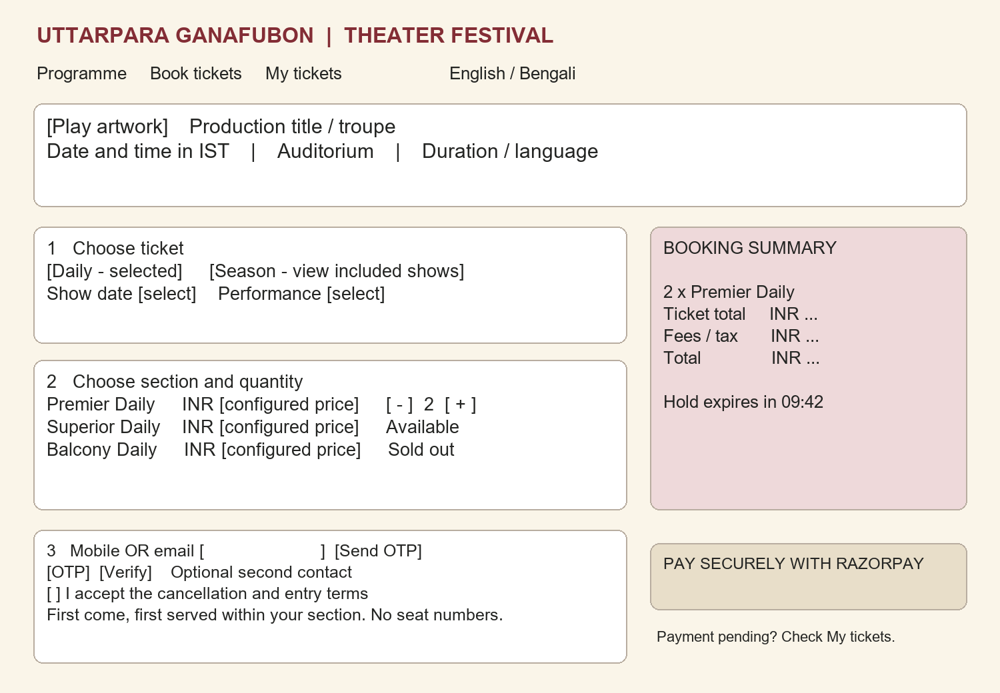 UTTARPARA GANAFUBON | THEATER FESTIVAL
Programme Book tickets My tickets English / Bengali
[Play artwork] Production title / troupe
Date and time in IST | Auditorium | Duration / language
1 Choose ticket
[Daily - selected] [Season - view included shows]
Show date [select] Performance [select]
2 Choose section and quantity
Premier Daily INR [configured price] [ - ] 2 [ + ]
Superior Daily INR [configured price] Available
Balcony Daily INR [configured price] Sold out
3 Mobile OR email [ ] [Send OTP]
[OTP] [Verify] Optional second contact
[ ] I accept the cancellation and entry terms
First come, first served within your section. No seat numbers.
BOOKING SUMMARY
2 x Premier Daily
Ticket total INR ...
Fees / tax INR ...
Total INR ...
Hold expires in 09:42
PAY SECURELY WITH RAZORPAY
Payment pending? Check My tickets.